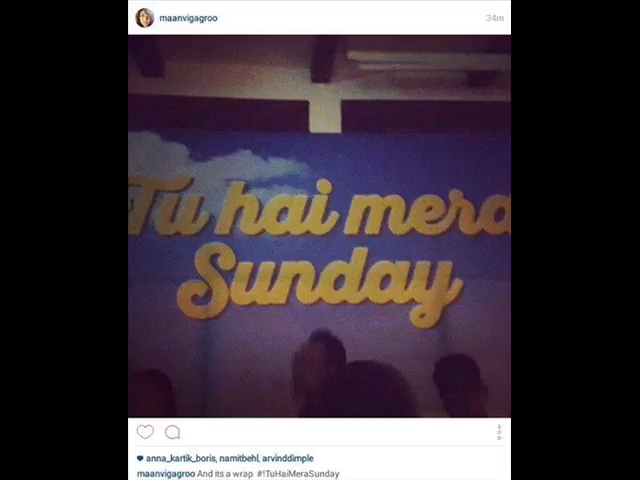 maanvigagroo
34m
Tu hai mera
Sunday
anna_kartik_boris, namitbehl, arvinddimple
maanvigagroo And its a wrap #!TuHaiMeraSunday